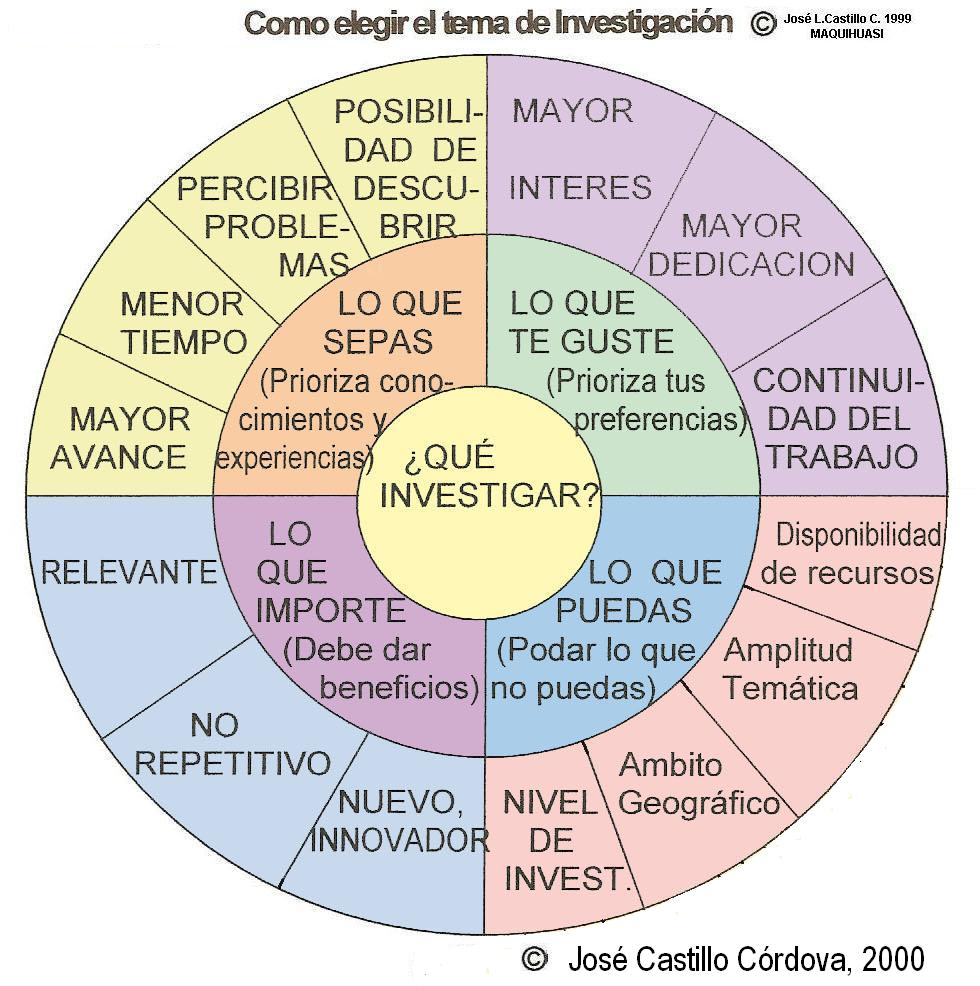 Como elegir el tema de Investigación © José L.Castillo C. 1999
MAQUIHUASI
POSIBILI-
DAD DE
DESCU-
BRIR
PERCIBIR
PROBLE-
MAS
MENOR
TIEMPO
MAYOR
AVANCE
MAYOR
INTERES
MAYOR
DEDICACION
CONTINUI-
DAD DEL
TRABAJO
LO QUE
SEPAS
(Prioriza cono-
cimientos y
experiencias)
LO QUE
TE GUSTE
(Prioriza tus
preferencias)
¿QUÉ
INVESTIGAR?
LO
QUE
IMPORTE
(Debe dar
beneficios)
LO QUE
PUEDAS
(Podar lo que
no puedas)
RELEVANTE
NO
REPETITIVO
NUEVO,
INNOVADOR
Disponibilidad
de recursos
Amplitud
Temática
Ambito
Geográfico
NIVEL
DE
INVEST.
© José Castillo Córdova, 2000